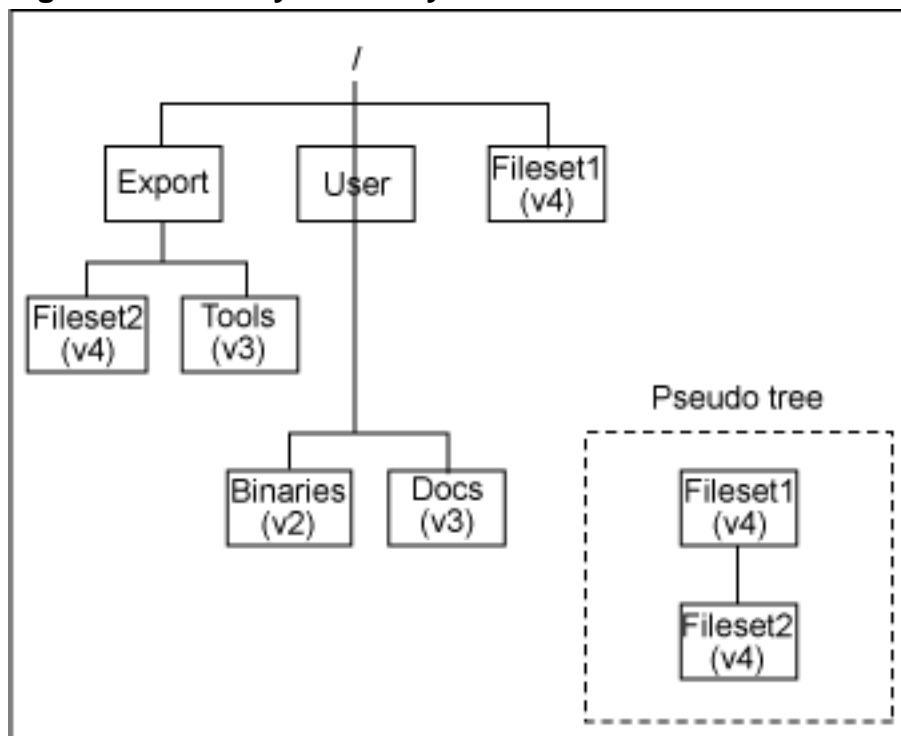 /
Export
User
Fileset1
(v4)
Fileset2
(v4)
Tools
(v3)
Binaries
(v2)
Docs
(v3)
Pseudo tree
Fileset1
(v4)
Fileset2
(v4)